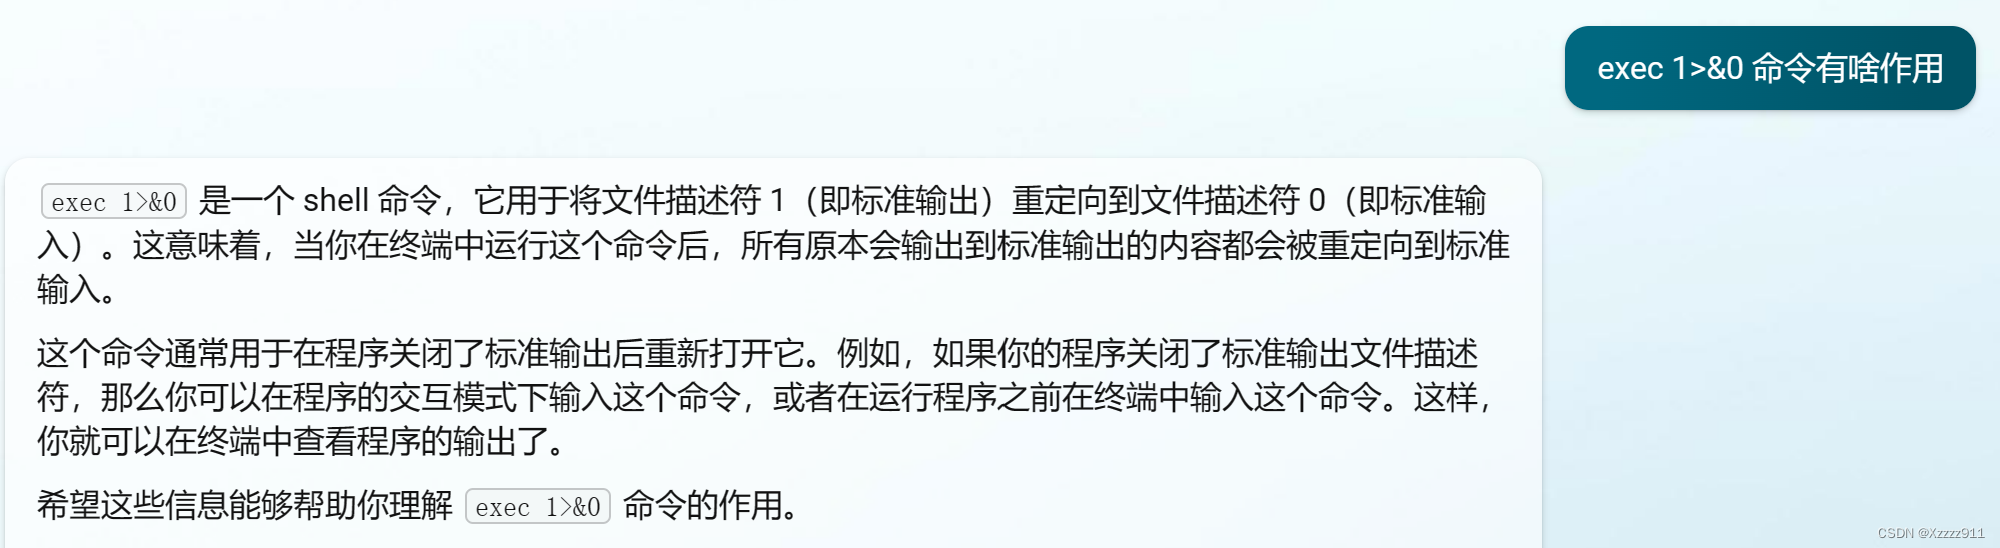 exec 1>&0 命令有啥作用
exec 1>&0 是一个 shell 命令，它用于将文件描述符 1（即标准输出）重定向到文件描述符 0（即标准输
入）。这意味着，当你在终端中运行这个命令后，所有原本会输出到标准输出的内容都会被重定向到标准
输入。
这个命令通常用于在程序关闭了标准输出后重新打开它。例如，如果你的程序关闭了标准输出文件描述
符，那么你可以在程序的交互模式下输入这个命令，或者在运行程序之前在终端中输入这个命令。这样，
你就可以在终端中查看程序的输出了。
希望这些信息能够帮助你理解 exec 1>&0 命令的作用。
CSDN @Xzzzz911